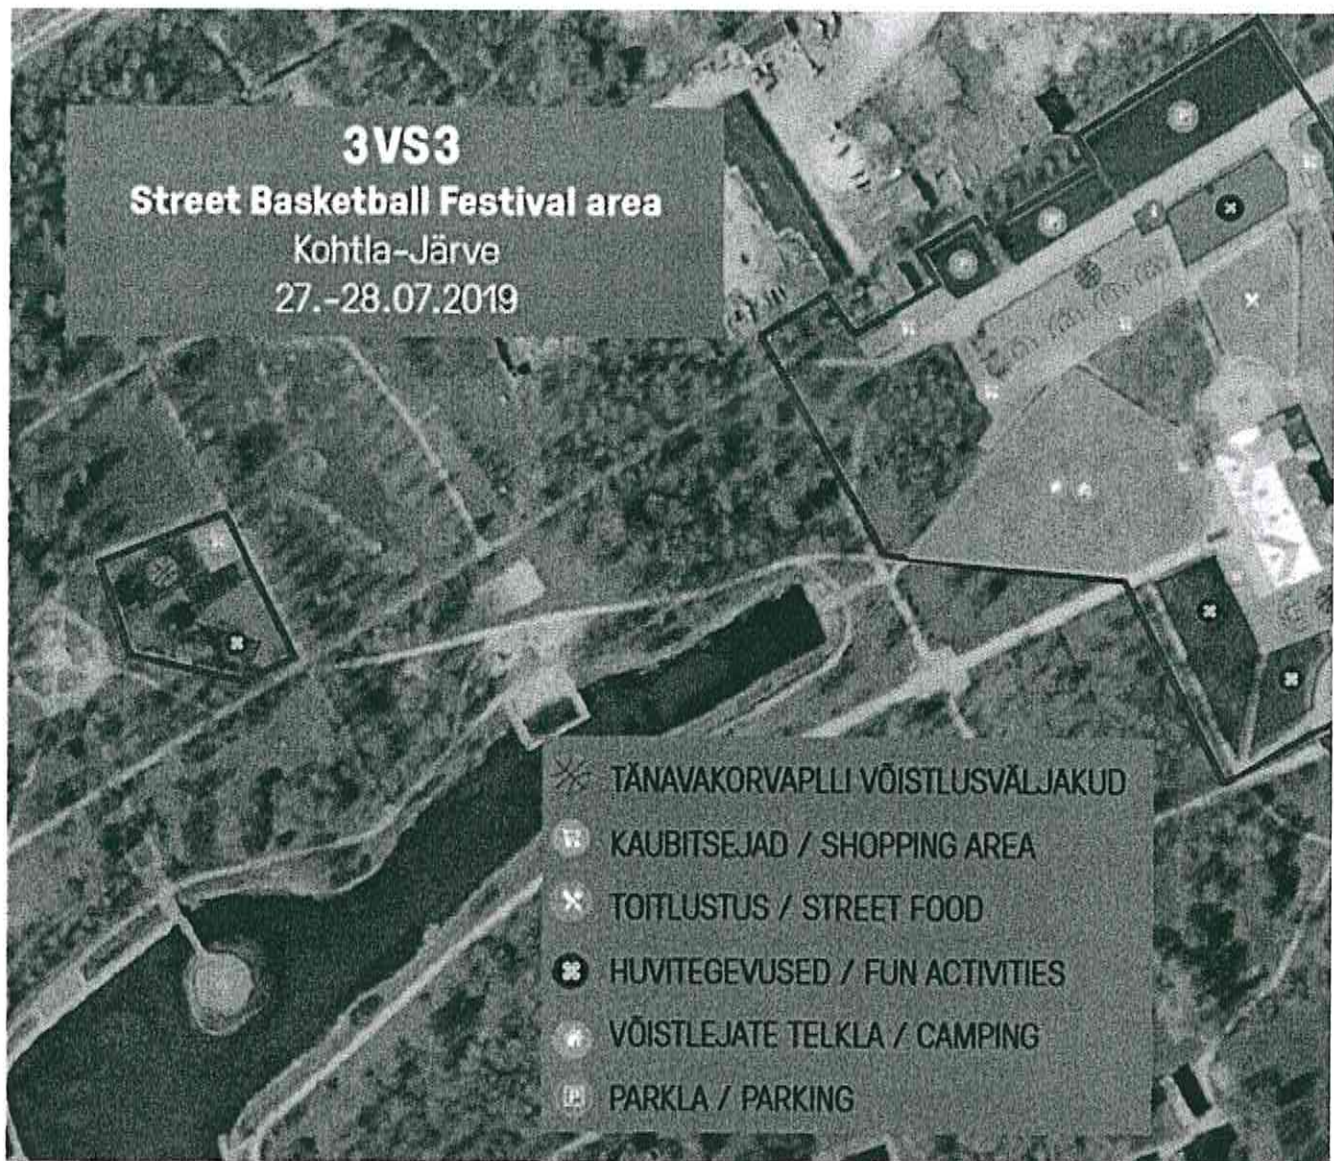 3VS3
Street Basketball Festival area
Kohtla-Järve
27.-28.07.2019
TÄNAVAKORVAPLLI VÕISTLUSVÄLJAKUD
KAUBITSEJAD / SHOPPING AREA
TOITLUSTUS / STREET FOOD
HUVITEGEVUSED / FUN ACTIVITIES
VÕISTLEJATE TELKLA / CAMPING
P PARKLA / PARKING